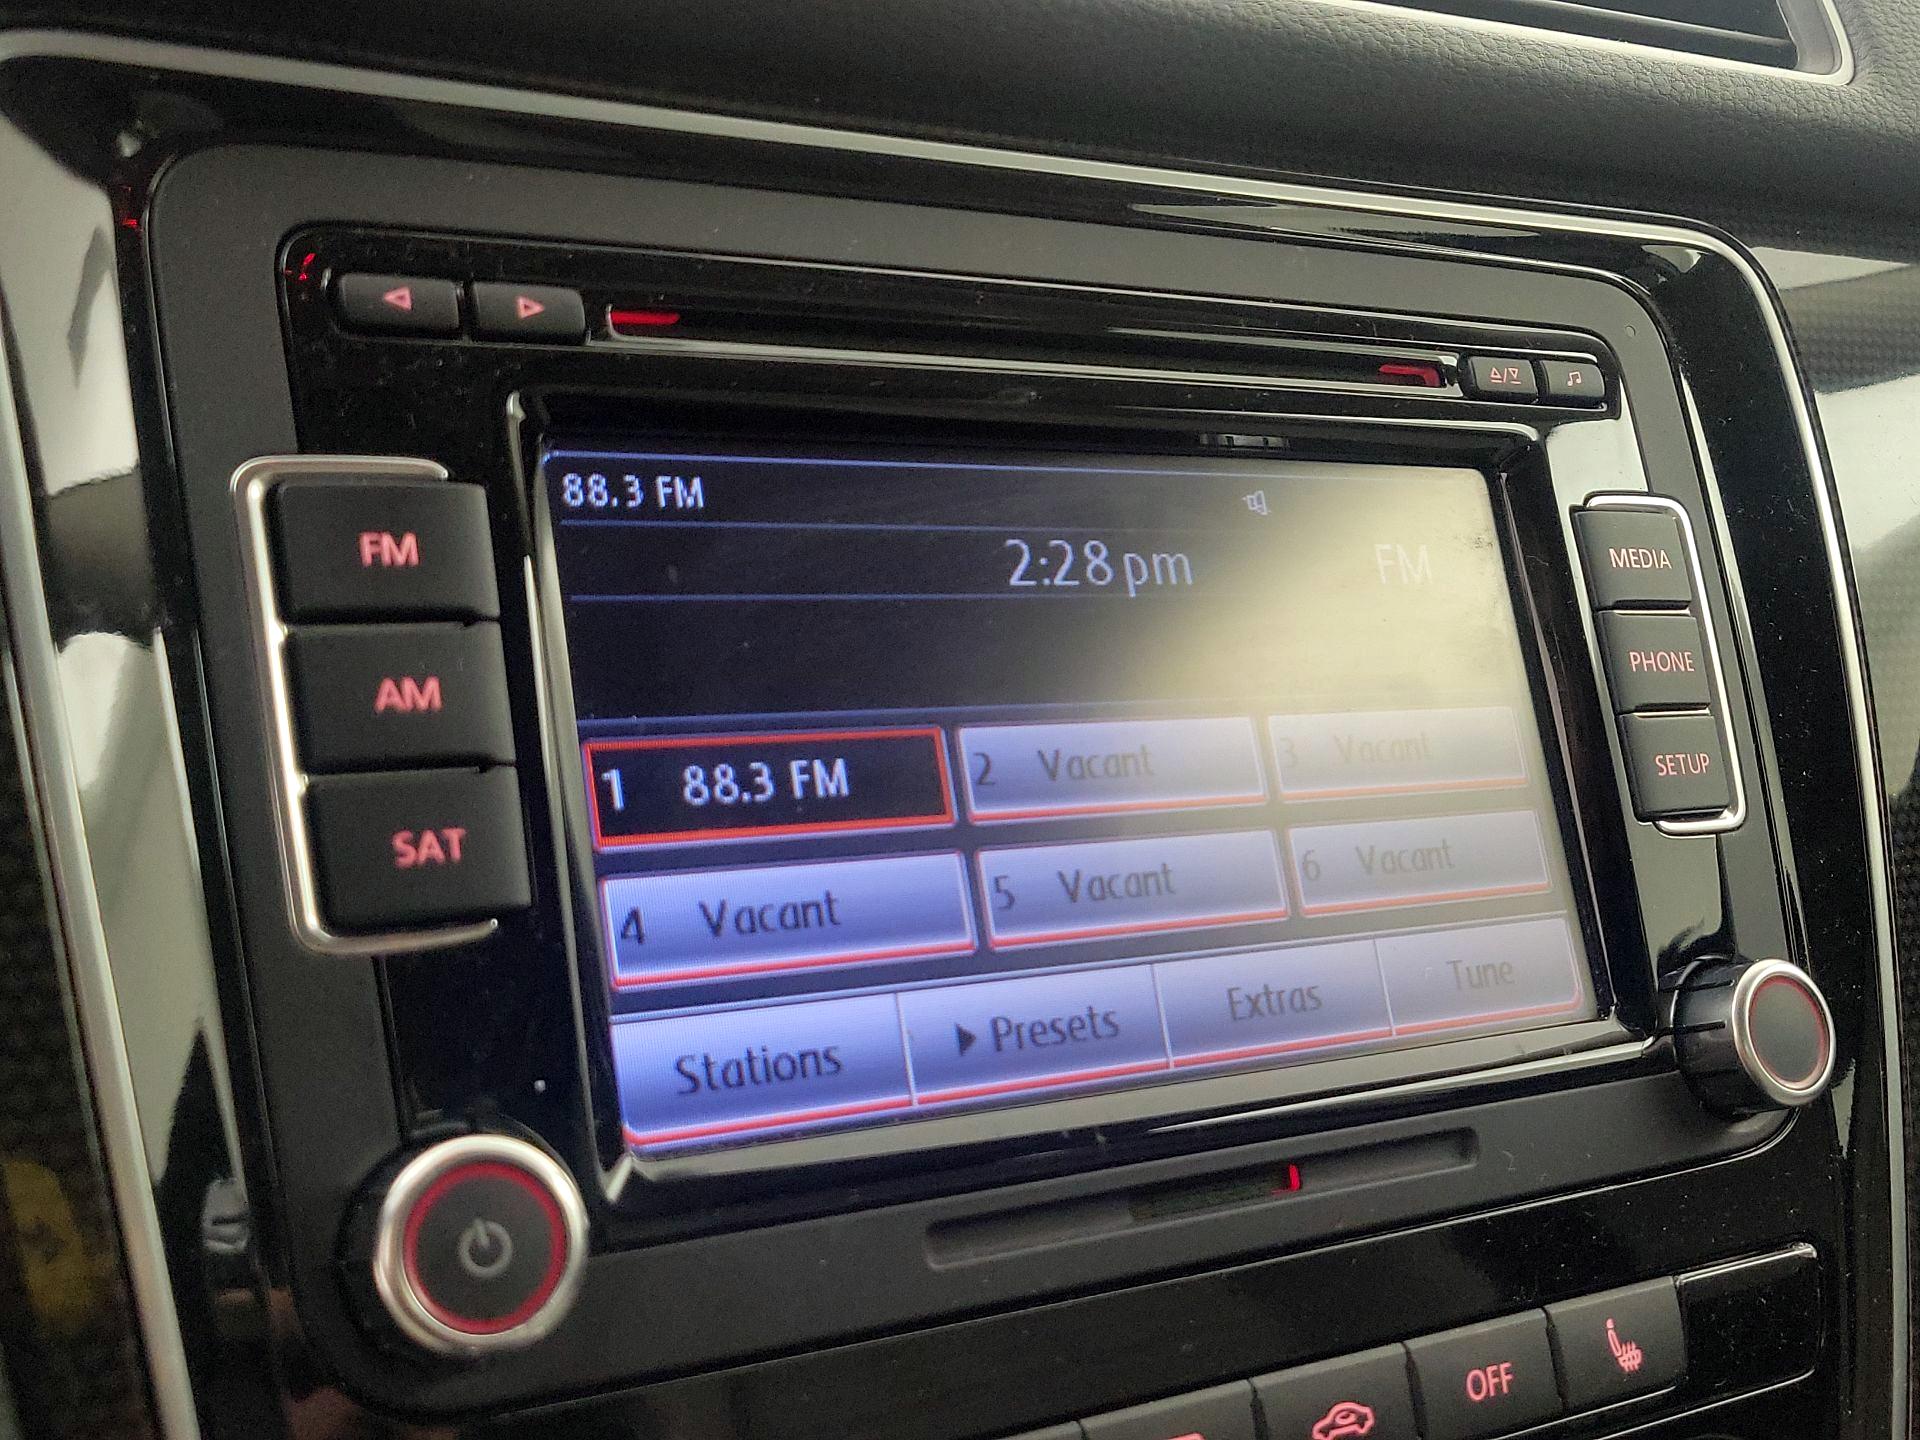 88.3 FM
2:28 pm FM
1 88.3 FM 2 Vacant 3 Vacant
4 Vacant 5 Vacant 6 Vacant
Stations Presets Extras Tune
FM
AM
SAT
MEDIA
PHONE
SETUP
OFF